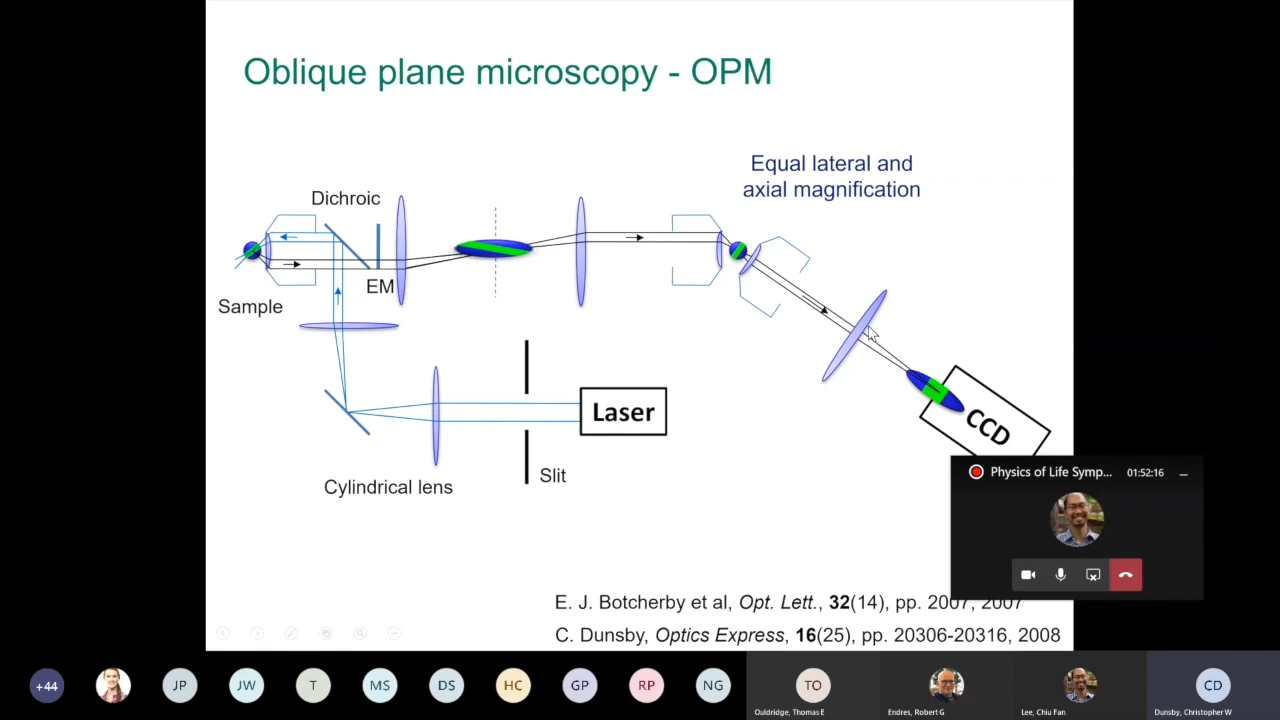 Oblique plane microscopy - OPM
Equal lateral and
axial magnification
Dichroic
EM
Sample
Laser
CCD
Slit
Cylindrical lens
Physics of Life Symp...
01:52:16
E. J. Botcherby et al, Opt. Lett., 32(14), pp. 2007, 2007
C. Dunsby, Optics Express, 16(25), pp. 20306-20316, 2008
+44
JP
JW
T
MS
DS
HC
GP
RP
NG
TO
CD
Ouldridge, Thomas E
Endres, Robert G
Lee, Chiu Fan
Dunsby, Christopher W